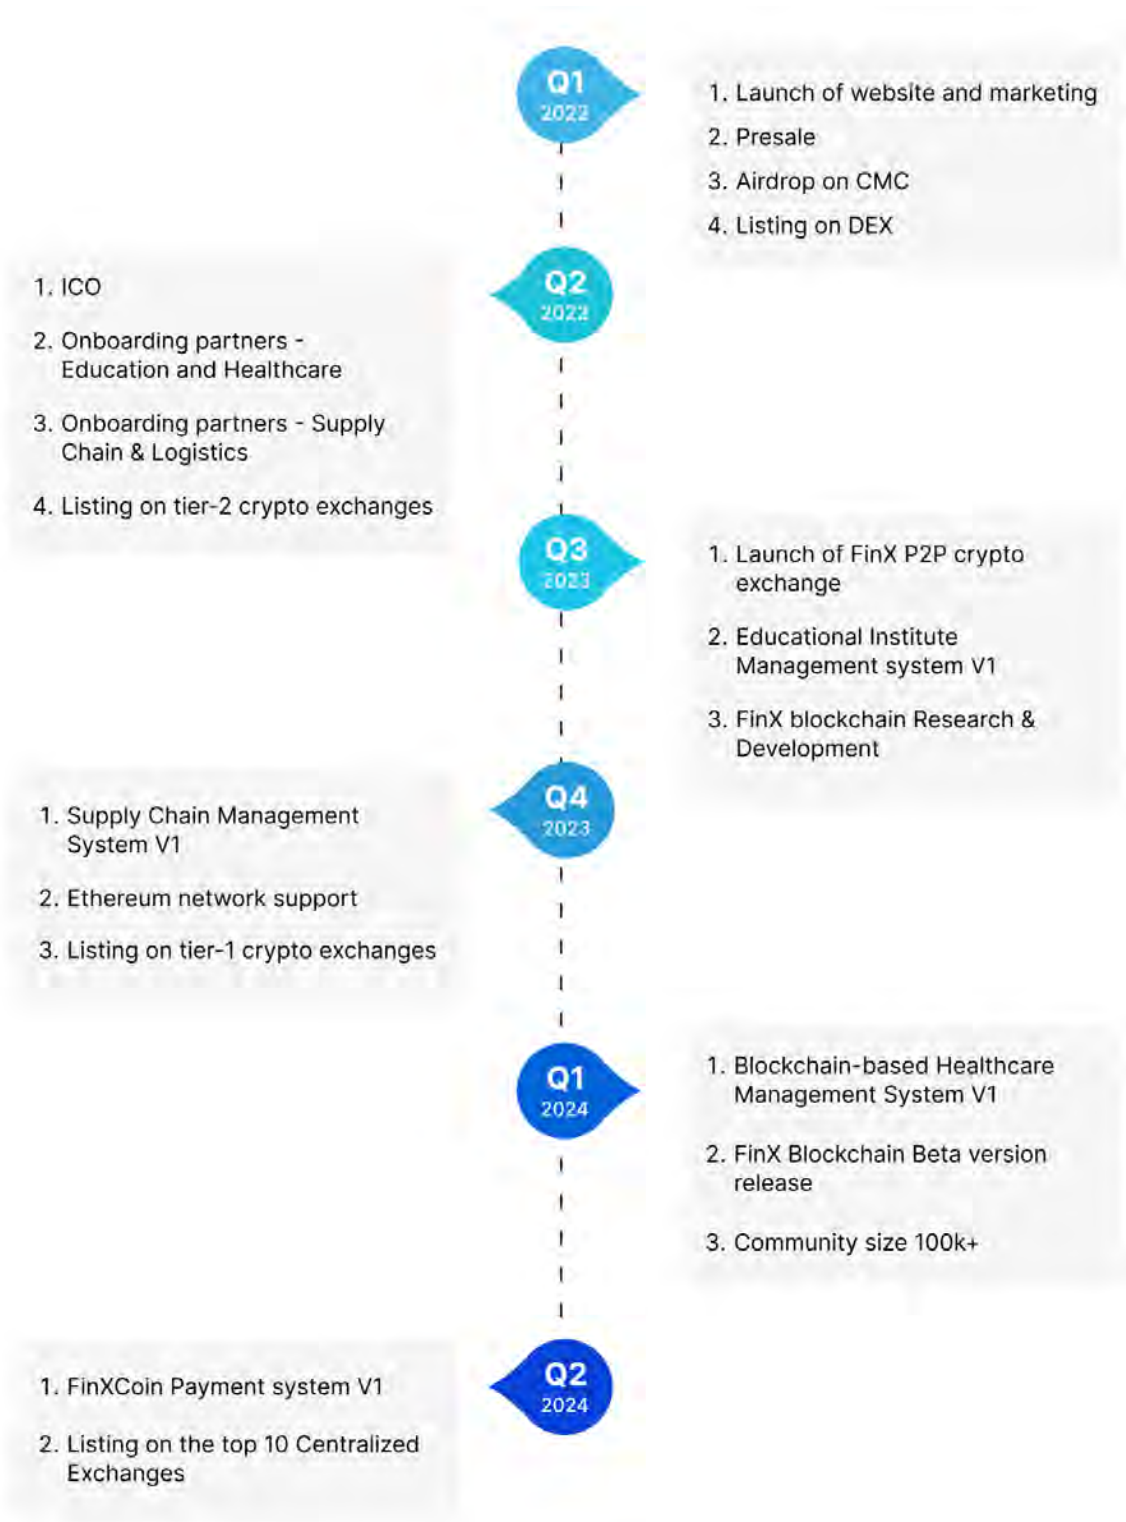 Q1
2022
1. Launch of website and marketing
2. Presale
3. Airdrop on CMC
4. Listing on DEX
Q2
2022
1. ICO
2. Onboarding partners -
Education and Healthcare
3. Onboarding partners - Supply
Chain & Logistics
4. Listing on tier-2 crypto exchanges
Q3
2023
1. Launch of FinX P2P crypto
exchange
2. Educational Institute
Management system V1
3. FinX blockchain Research &
Development
Q4
2023
1. Supply Chain Management
System V1
2. Ethereum network support
3. Listing on tier-1 crypto exchanges
Q1
2024
1. Blockchain-based Healthcare
Management System V1
2. FinX Blockchain Beta version
release
3. Community size 100k+
Q2
2024
1. FinXCoin Payment system V1
2. Listing on the top 10 Centralized
Exchanges